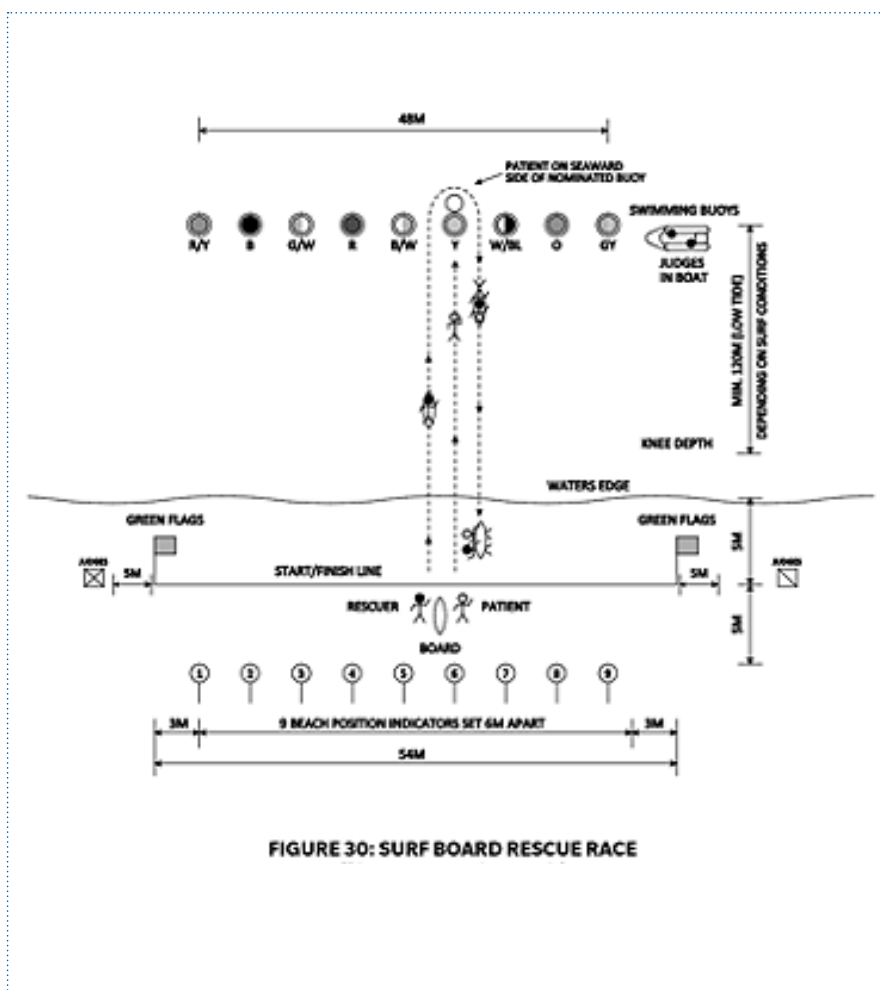 48M
PATIENT ON SEAWARD
SIDE OF NOMINATED BUOY
SWIMMING BUOYS
R/Y B G/W R B/W Y W/BL O GY
JUDGES
IN BOAT
MIN. 120M (LOW TIDE)
DEPENDING ON SURF CONDITIONS
KNEE DEPTH
WATERS EDGE
GREEN FLAGS
GREEN FLAGS
5M
JUDGES
JUDGES
5M
START/FINISH LINE
5M
RESCUER
PATIENT
5M
BOARD
1 2 3 4 5 6 7 8 9
3M
9 BEACH POSITION INDICATORS SET 6M APART
3M
54M
FIGURE 30: SURF BOARD RESCUE RACE